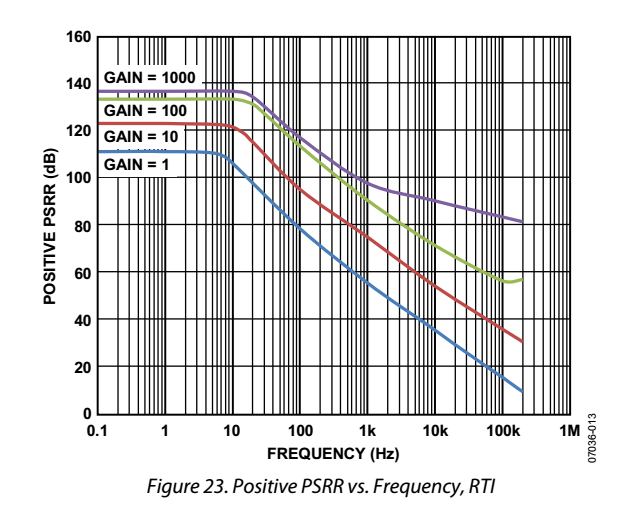 160
140
120
100
80
60
40
20
0
POSITIVE PSRR (dB)
GAIN = 1000
GAIN = 100
GAIN = 10
GAIN = 1
0.1 1 10 100 1k 10k 100k 1M
FREQUENCY (Hz)
07036-013
Figure 23. Positive PSRR vs. Frequency, RTI